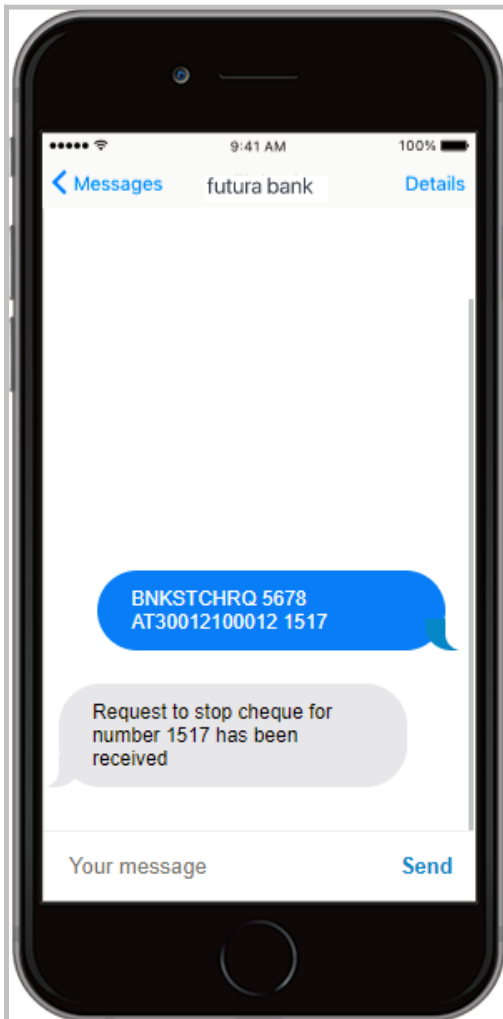 9:41 AM
100%
Messages
futura bank
Details
BNKSTCHRQ 5678
AT30012100012 1517
Request to stop cheque for
number 1517 has been
received
Your message
Send